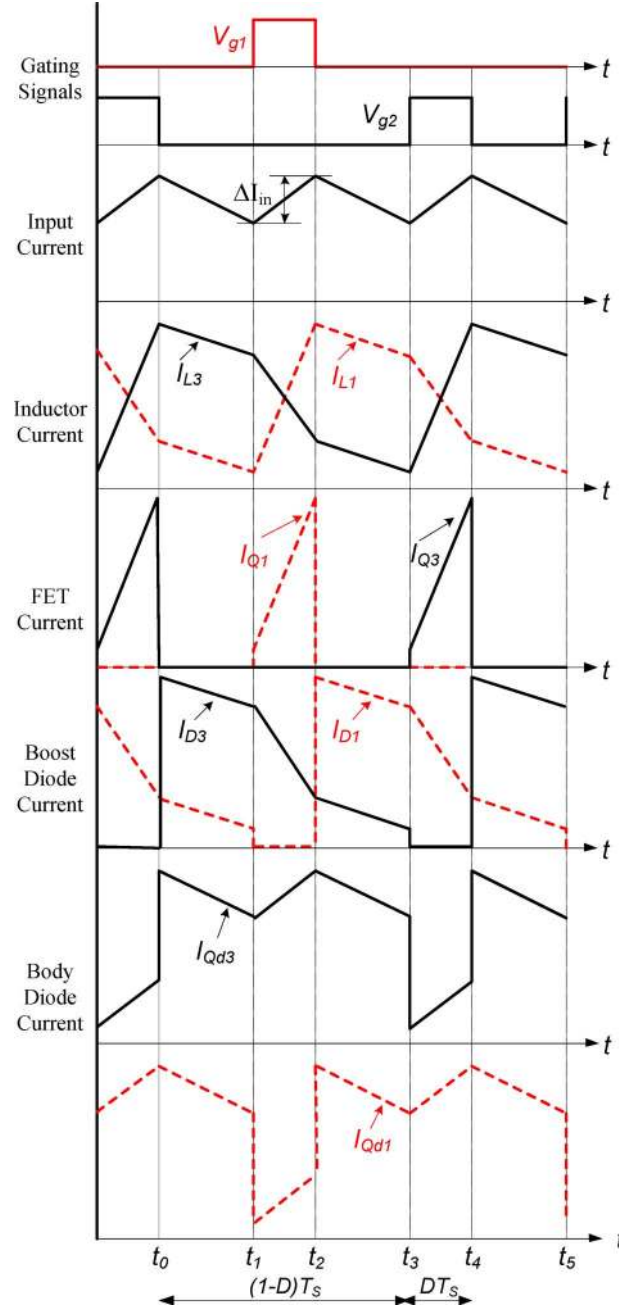 Gating
Signals
V_g1
t
V_g2
t
Input
Current
ΔI_in
t
Inductor
Current
I_L3
I_L1
t
FET
Current
I_Q1
I_Q3
t
Boost
Diode
Current
I_D3
I_D1
t
Body
Diode
Current
I_Qd3
t
I_Qd1
t
t_0 t_1 t_2 t_3 t_4 t_5
(1-D)T_S DT_S